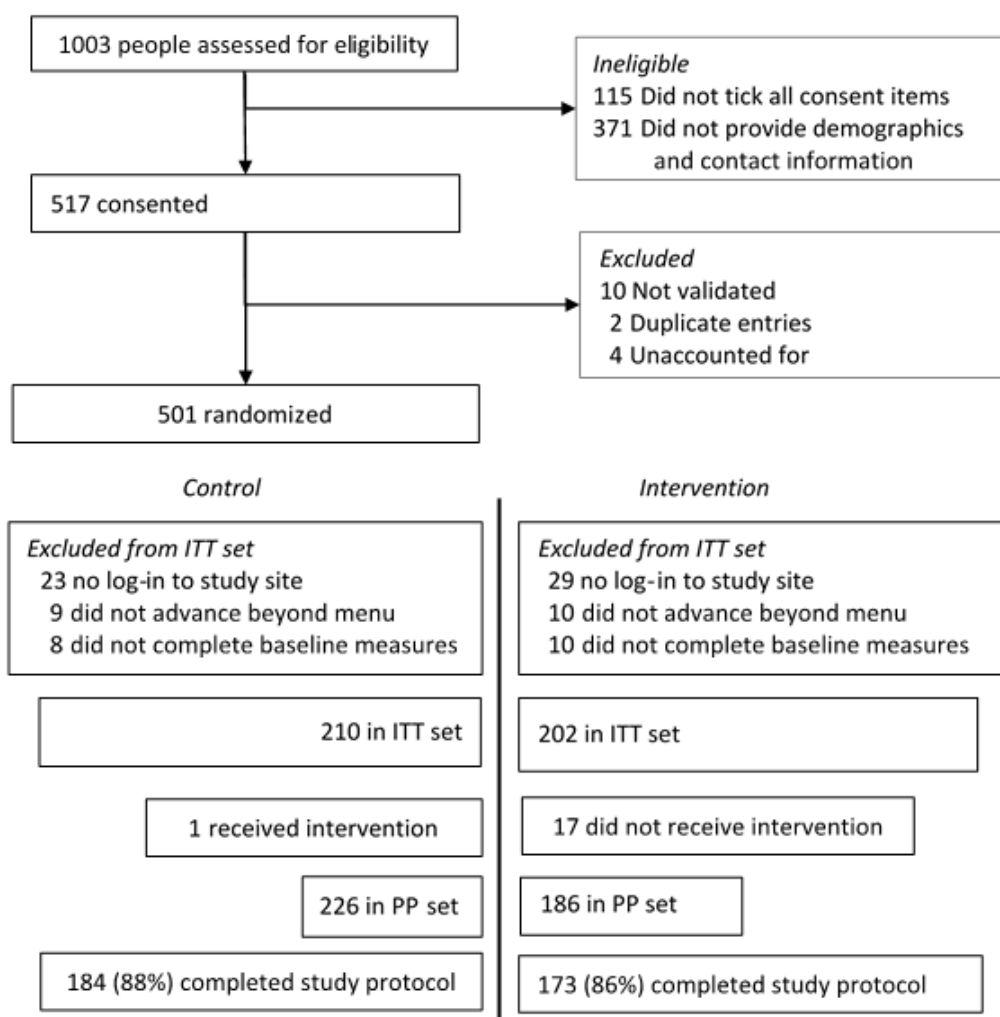 1003 people assessed for eligibility
Ineligible
115 Did not tick all consent items
371 Did not provide demographics
and contact information
517 consented
Excluded
10 Not validated
2 Duplicate entries
4 Unaccounted for
501 randomized
Control
Intervention
Excluded from ITT set
23 no log-in to study site
9 did not advance beyond menu
8 did not complete baseline measures
Excluded from ITT set
29 no log-in to study site
10 did not advance beyond menu
10 did not complete baseline measures
210 in ITT set
202 in ITT set
1 received intervention
17 did not receive intervention
226 in PP set
186 in PP set
184 (88%) completed study protocol
173 (86%) completed study protocol